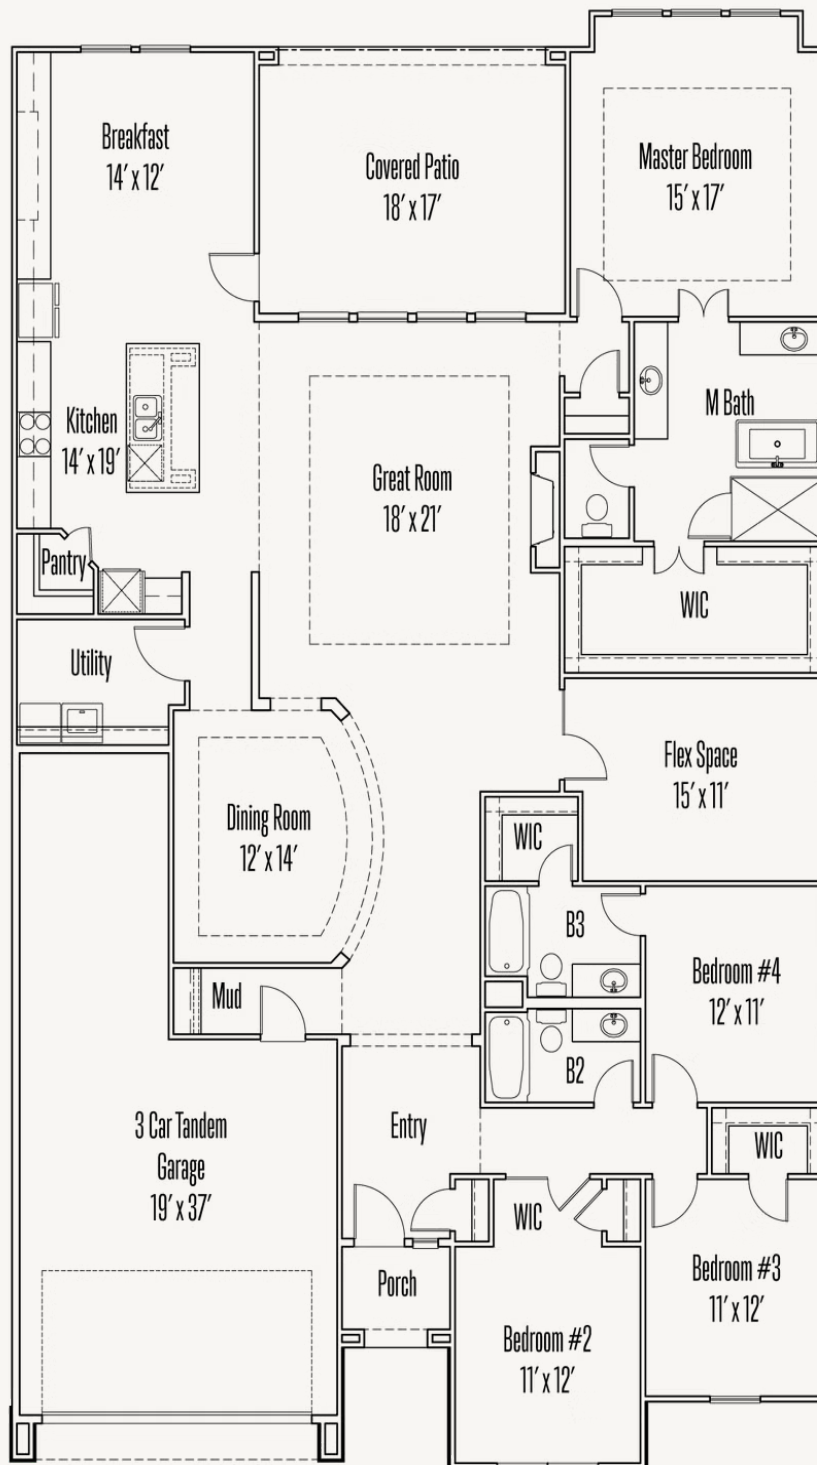 Breakfast
14' x 12'
Covered Patio
18' x 17'
Master Bedroom
15' x 17'
Kitchen
14' x 19'
Great Room
18' x 21'
M Bath
Pantry
WIC
Utility
Flex Space
15' x 11'
Dining Room
12' x 14'
WIC
B3
Bedroom #4
12' x 11'
Mud
B2
3 Car Tandem
Garage
19' x 37'
Entry
WIC
WIC
Porch
Bedroom #3
11' x 12'
Bedroom #2
11' x 12'